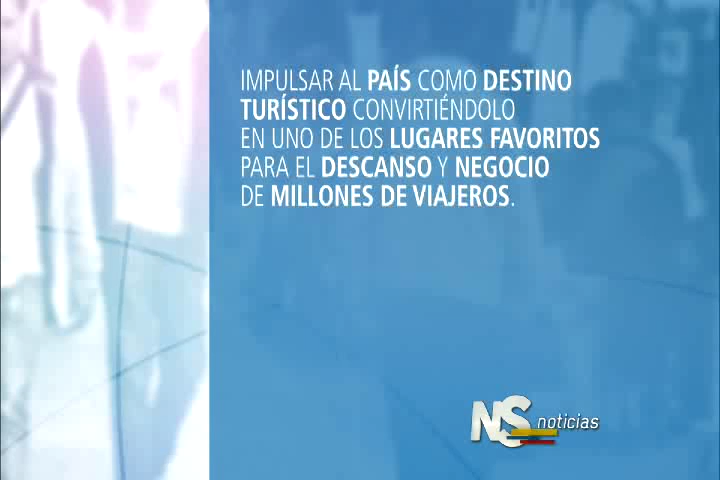 IMPULSAR AL PAÍS COMO DESTINO
TURÍSTICO CONVIRTIÉNDOLO
EN UNO DE LOS LUGARES FAVORITOS
PARA EL DESCANSO Y NEGOCIO
DE MILLONES DE VIAJEROS.
NS noticias